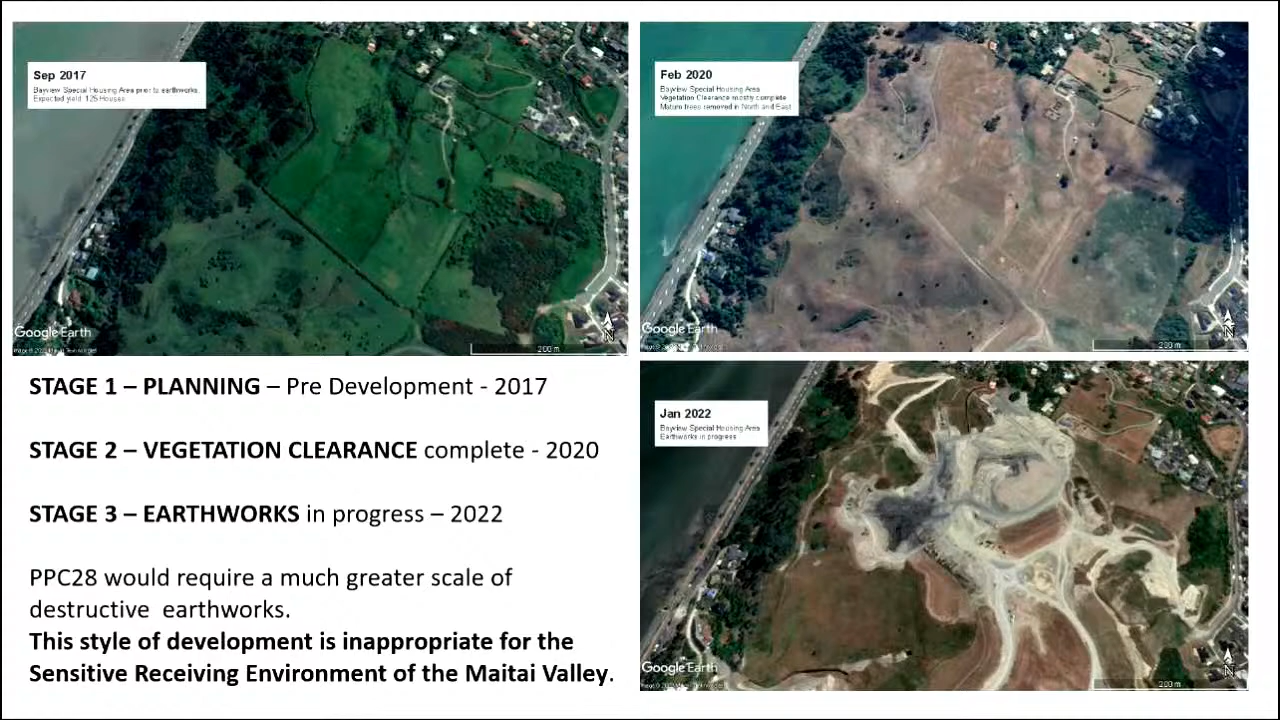 Sep 2017
Bayview Special Housing Area prior to earthworks.
Expected yield 125 Houses
Google Earth
200 m
N
Feb 2020
Bayview Special Housing Area
Vegetation Clearance mostly complete
Mature trees removed in North and East
Google Earth
200 m
N
STAGE 1 – PLANNING – Pre Development - 2017
STAGE 2 – VEGETATION CLEARANCE complete - 2020
STAGE 3 – EARTHWORKS in progress – 2022
PPC28 would require a much greater scale of
destructive earthworks.
This style of development is inappropriate for the
Sensitive Receiving Environment of the Maitai Valley.
Jan 2022
Bayview Special Housing Area
Earthworks in progress
Google Earth
200 m
N